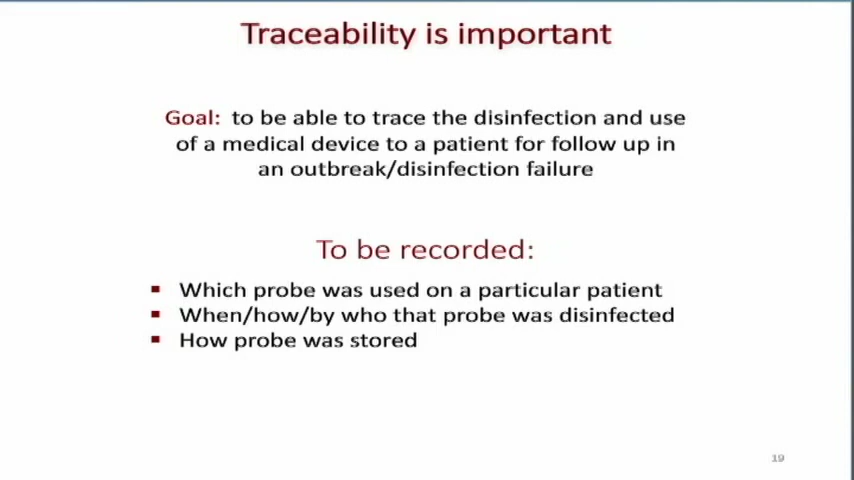 Traceability is important
Goal: to be able to trace the disinfection and use
of a medical device to a patient for follow up in
an outbreak/disinfection failure
To be recorded:
▪ Which probe was used on a particular patient
▪ When/how/by who that probe was disinfected
▪ How probe was stored
19